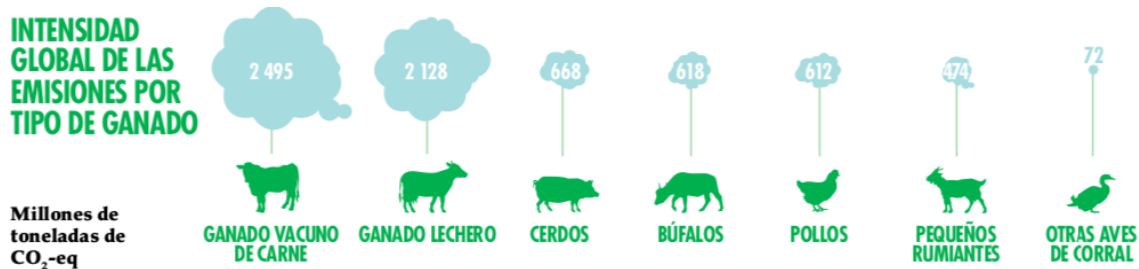 INTENSIDAD
GLOBAL DE LAS
EMISIONES POR
TIPO DE GANADO
2 495
2 128
668
618
612
474
72
Millones de
toneladas de
CO₂-eq
GANADO VACUNO
DE CARNE
GANADO LECHERO
CERDOS
BÚFALOS
POLLOS
PEQUEÑOS
RUMIANTES
OTRAS AVES
DE CORRAL